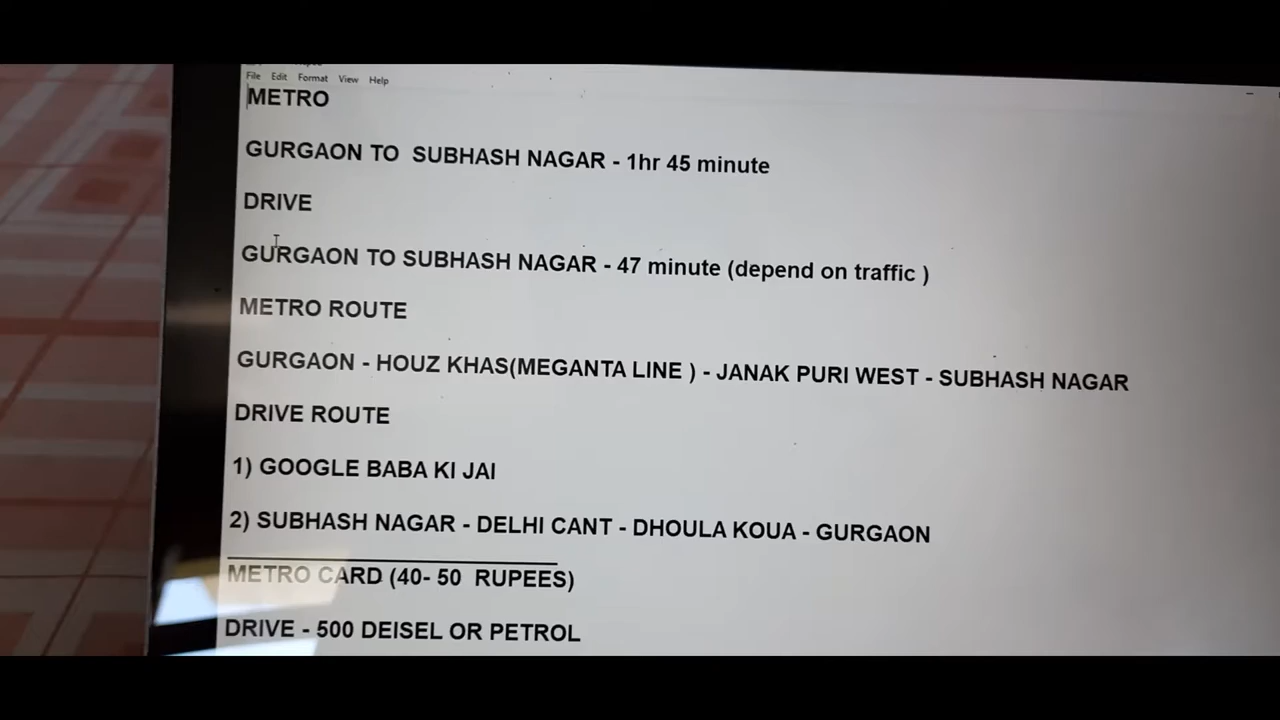 File Edit Format View Help
METRO
GURGAON TO SUBHASH NAGAR - 1hr 45 minute
DRIVE
GURGAON TO SUBHASH NAGAR - 47 minute (depend on traffic )
METRO ROUTE
GURGAON - HOUZ KHAS(MEGANTA LINE ) - JANAK PURI WEST - SUBHASH NAGAR
DRIVE ROUTE
1) GOOGLE BABA KI JAI
2) SUBHASH NAGAR - DELHI CANT - DHOULA KOUA - GURGAON
METRO CARD (40- 50 RUPEES)
DRIVE - 500 DEISEL OR PETROL